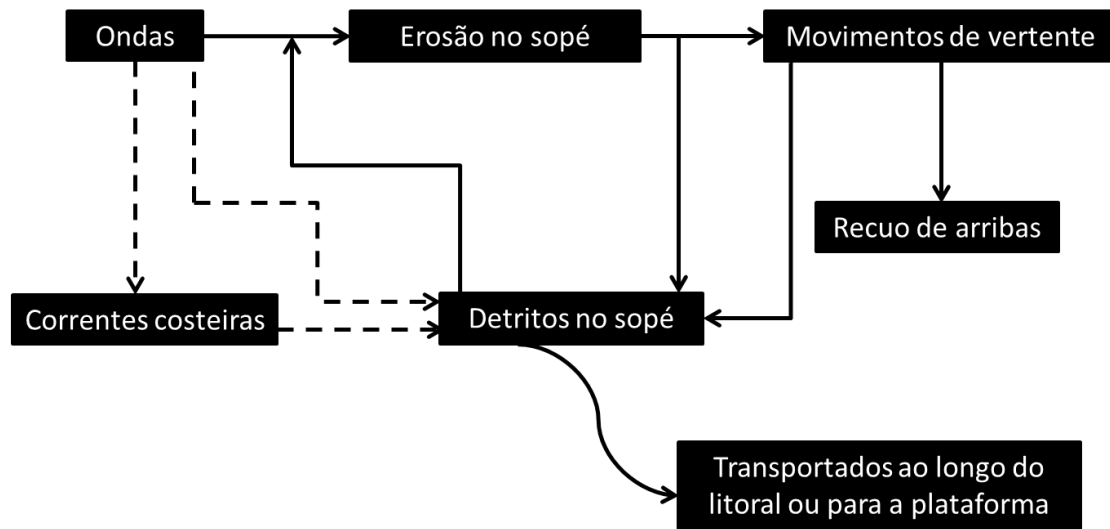 Ondas
Erosão no sopé
Movimentos de vertente
Recuo de arribas
Correntes costeiras
Detritos no sopé
Transportados ao longo do
litoral ou para a plataforma